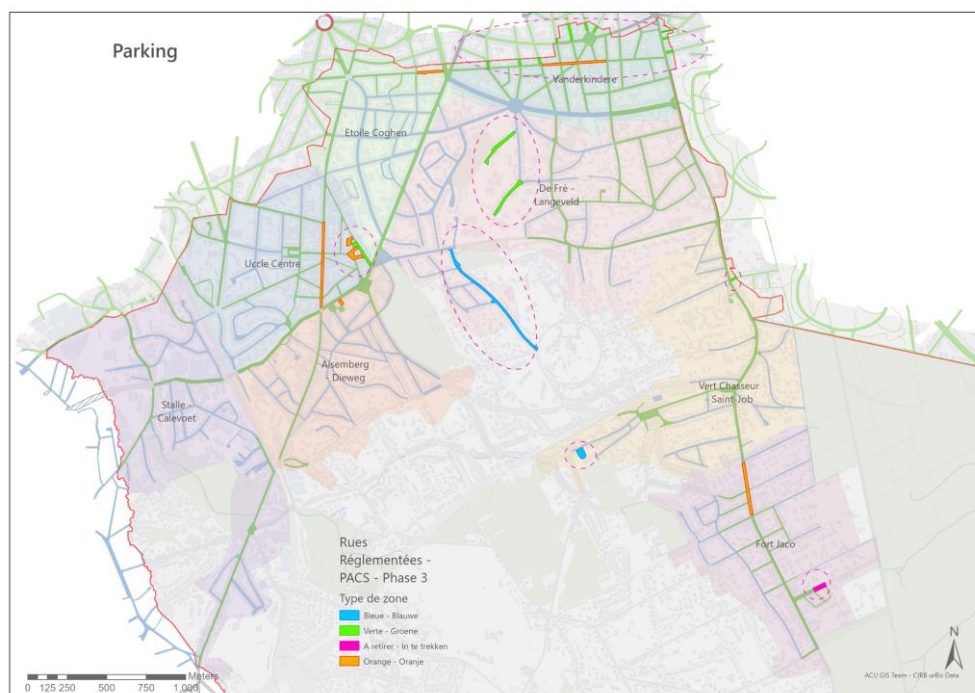 Parking
Vanderkindere
Etoile Coghen
De Fré -
Langeveld
Uccle Centre
Alsemberg
- Dieweg
Stalle -
Calevoet
Vert Chasseur
- Saint-Job
Fort Jaco
Rues
Réglementées -
PACS - Phase 3
Type de zone
Bleue - Blauwe
Verte - Groene
A retirer - In te trekken
Orange - Oranje
N
Meters
0 125 250 500 750 1,000
ACU GIS Team - CIRB urBis Data